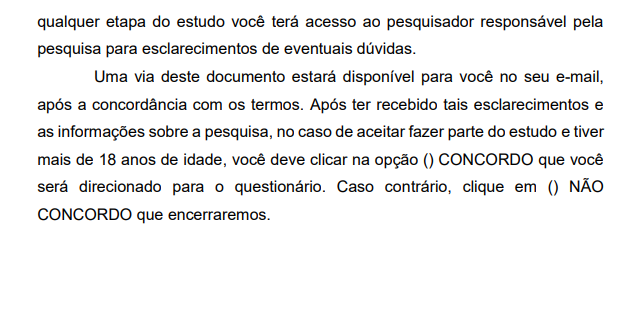 qualquer etapa do estudo você terá acesso ao pesquisador responsável pela
pesquisa para esclarecimentos de eventuais dúvidas.
Uma via deste documento estará disponível para você no seu e-mail,
após a concordância com os termos. Após ter recebido tais esclarecimentos e
as informações sobre a pesquisa, no caso de aceitar fazer parte do estudo e tiver
mais de 18 anos de idade, você deve clicar na opção () CONCORDO que você
será direcionado para o questionário. Caso contrário, clique em () NÃO
CONCORDO que encerraremos.